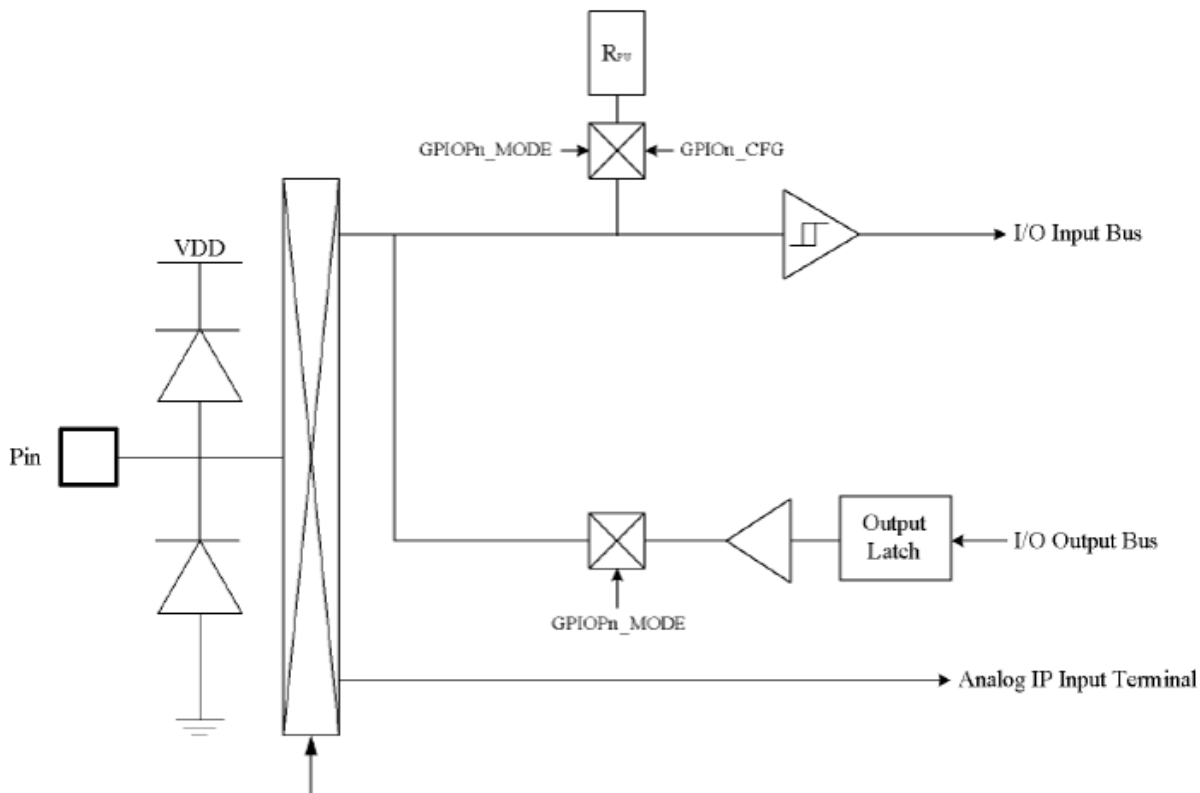 RPU
GPIOPn_MODE
GPIOn_CFG
VDD
I/O Input Bus
Pin
Output
Latch
I/O Output Bus
GPIOPn_MODE
Analog IP Input Terminal